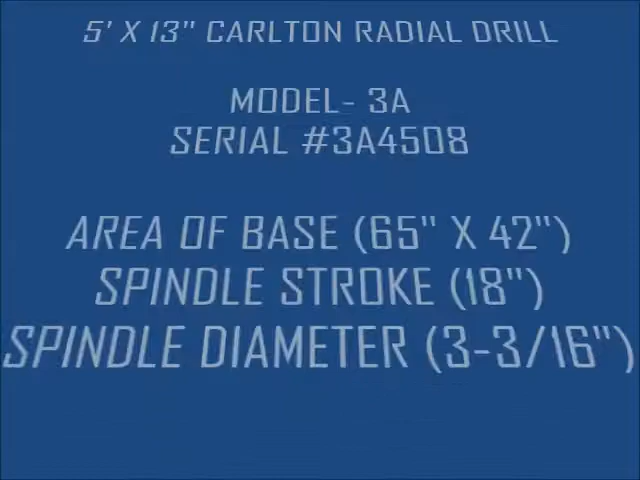 5' X 13" CARLTON RADIAL DRILL
MODEL- 3A
SERIAL #3A4508
AREA OF BASE (65" X 42")
SPINDLE STROKE (18")
SPINDLE DIAMETER (3-3/16")